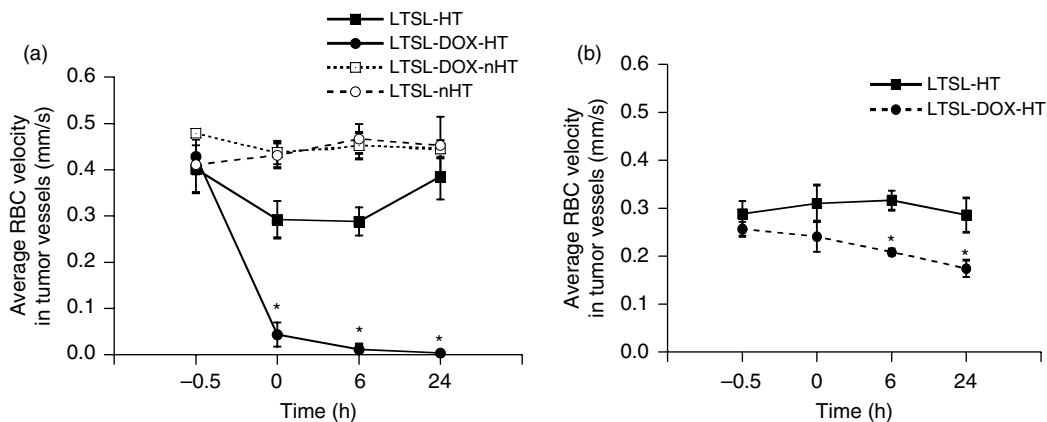 (a)
LTSL-HT
LTSL-DOX-HT
LTSL-DOX-nHT
LTSL-nHT
Average RBC velocity
in tumor vessels (mm/s)
0.6
0.5
0.4
0.3
0.2
0.1
0.0
*
*
*
–0.5
0
6
24
Time (h)
(b)
LTSL-HT
LTSL-DOX-HT
Average RBC velocity
in tumor vessels (mm/s)
0.6
0.5
0.4
0.3
0.2
0.1
0.0
*
*
–0.5
0
6
24
Time (h)